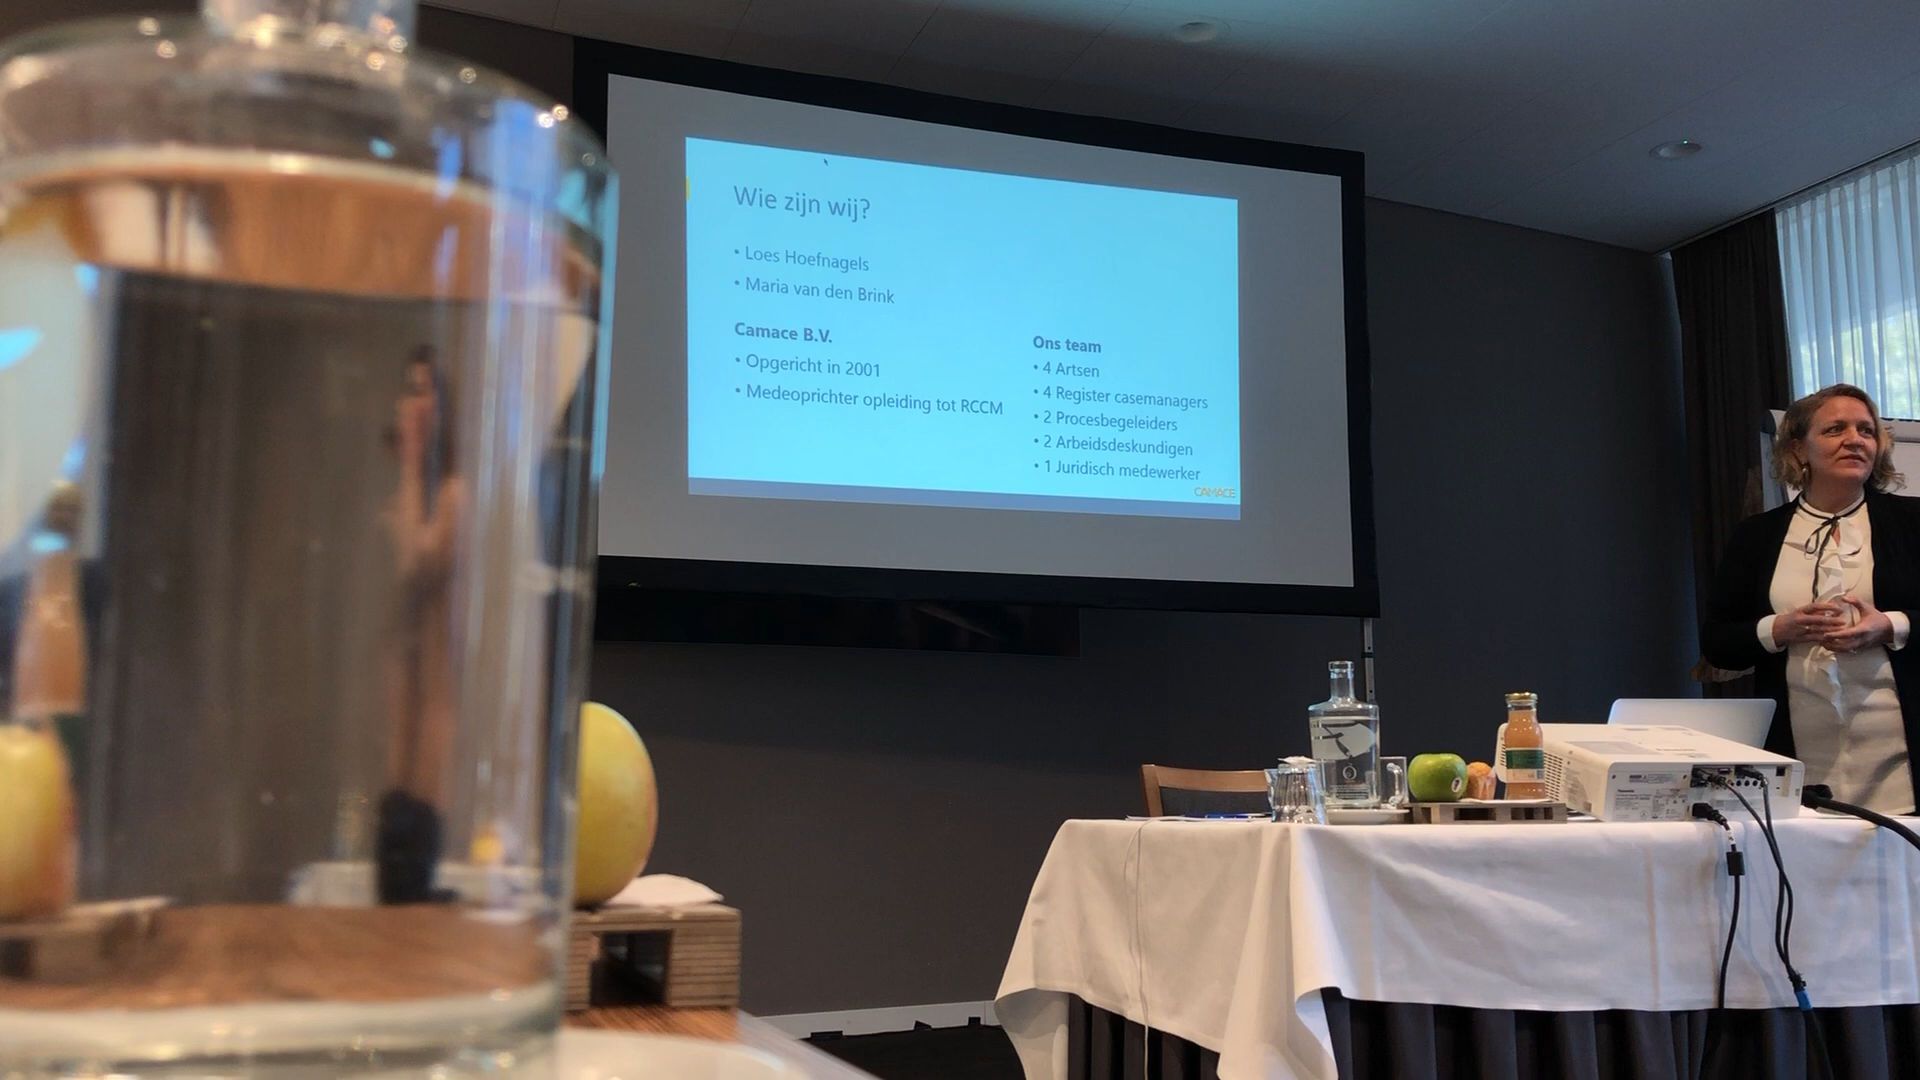 Wie zijn wij?
• Loes Hoefnagels
• Maria van den Brink
Camace B.V.
• Opgericht in 2001
• Medeoprichter opleiding tot RCCM
Ons team
• 4 Artsen
• 4 Register casemanagers
• 2 Procesbegeleiders
• 2 Arbeidsdeskundigen
• 1 Juridisch medewerker
CAMACE